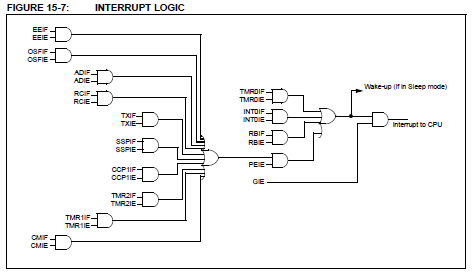 FIGURE 15-7: INTERRUPT LOGIC
EEIF
EEIE
OSFIF
OSFIE
ADIF
ADIE
RCIF
RCIE
TXIF
TXIE
SSPIF
SSPIE
CCP1IF
CCP1IE
TMR2IF
TMR2IE
TMR1IF
TMR1IE
CMIF
CMIE
TMR0IF
TMR0IE
INT0IF
INT0IE
RBIF
RBIE
PEIE
GIE
Wake-up (If in Sleep mode)
Interrupt to CPU